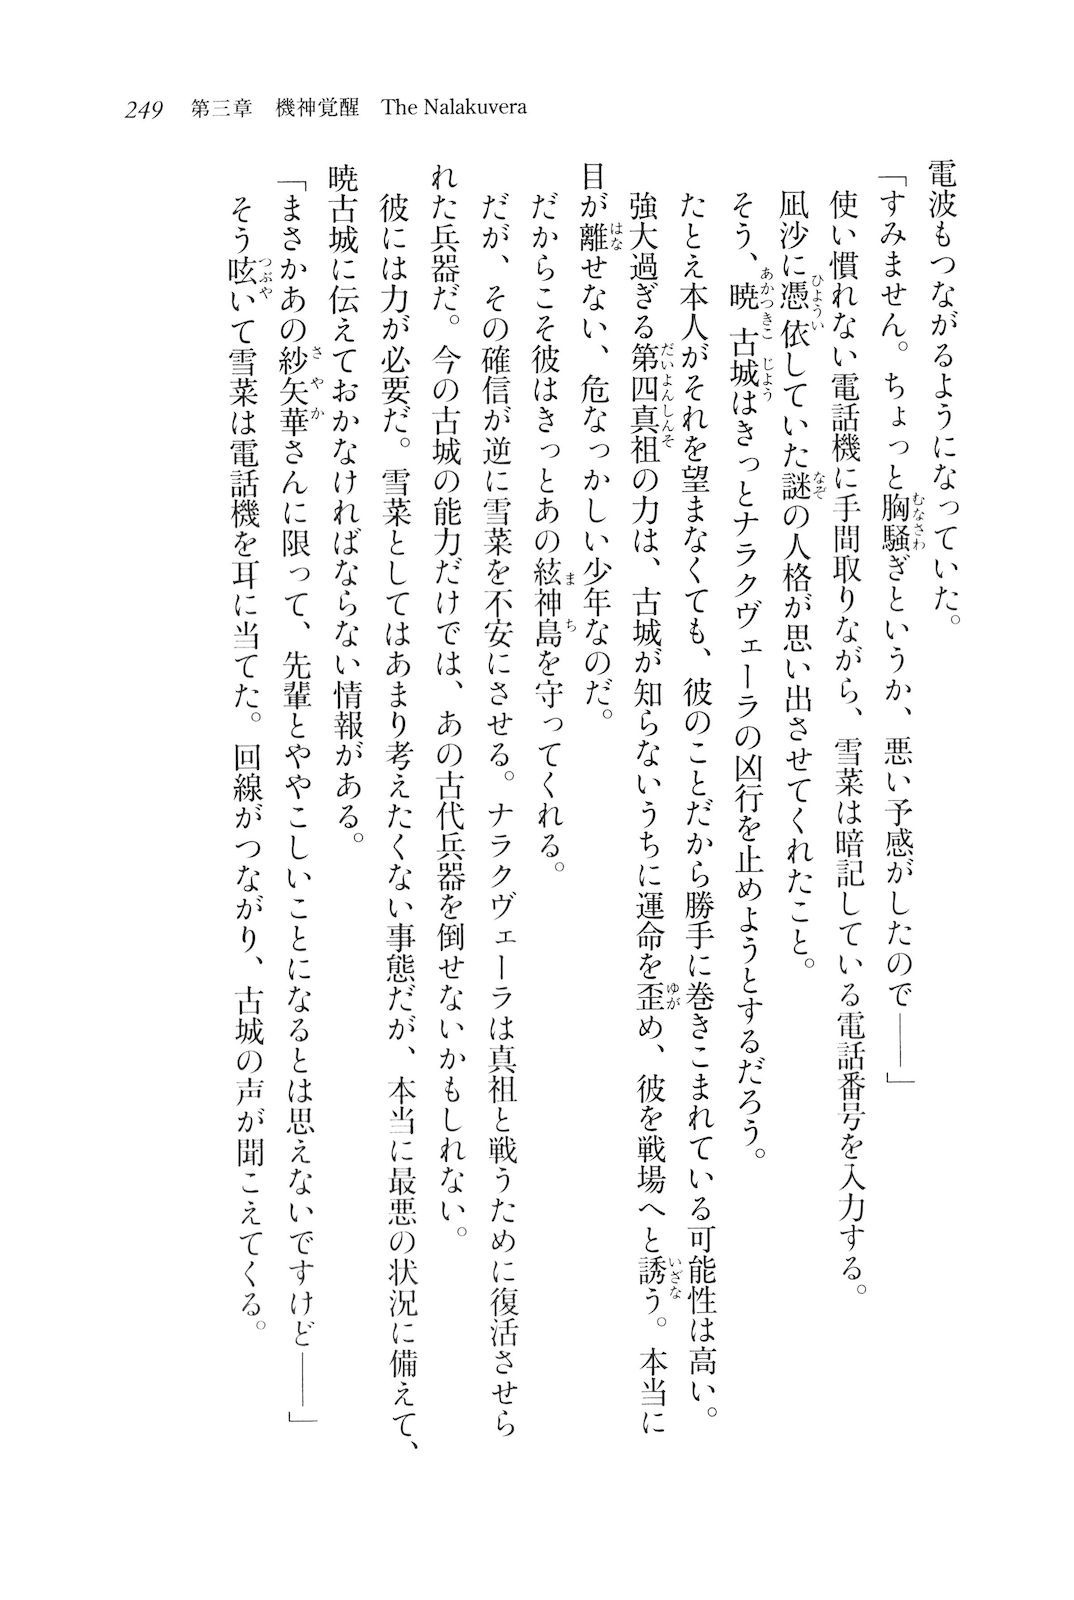 249 第三章 機神覚醒 The Nalakuvera
電波もつながるようになっていた。
「すみません。ちょっと胸騒ぎというか、悪い予感がしたので――」
使い慣れない電話機に手間取りながら、雪菜は暗記している電話番号を入力する。
凪沙に憑依していた謎の人格が思い出させてくれたこと。
そう、暁古城はきっとナラクヴェーラの凶行を止めようとするだろう。
たとえ本人がそれを望まなくても、彼のことだから勝手に巻きこまれている可能性は高い。
強大過ぎる第四真祖の力は、古城が知らないうちに運命を歪め、彼を戦場へと誘う。本当に
目が離せない、危なっかしい少年なのだ。
だからこそ彼はきっとあの絃神島を守ってくれる。
だが、その確信が逆に雪菜を不安にさせる。ナラクヴェーラは真祖と戦うために復活させら
れた兵器だ。今の古城の能力だけでは、あの古代兵器を倒せないかもしれない。
彼には力が必要だ。雪菜としてはあまり考えたくない事態だが、本当に最悪の状況に備えて、
暁古城に伝えておかなければならない情報がある。
「まさかあの紗矢華さんに限って、先輩とややこしいことになるとは思えないですけど――」
そう呟いて雪菜は電話機を耳に当てた。回線がつながり、古城の声が聞こえてくる。